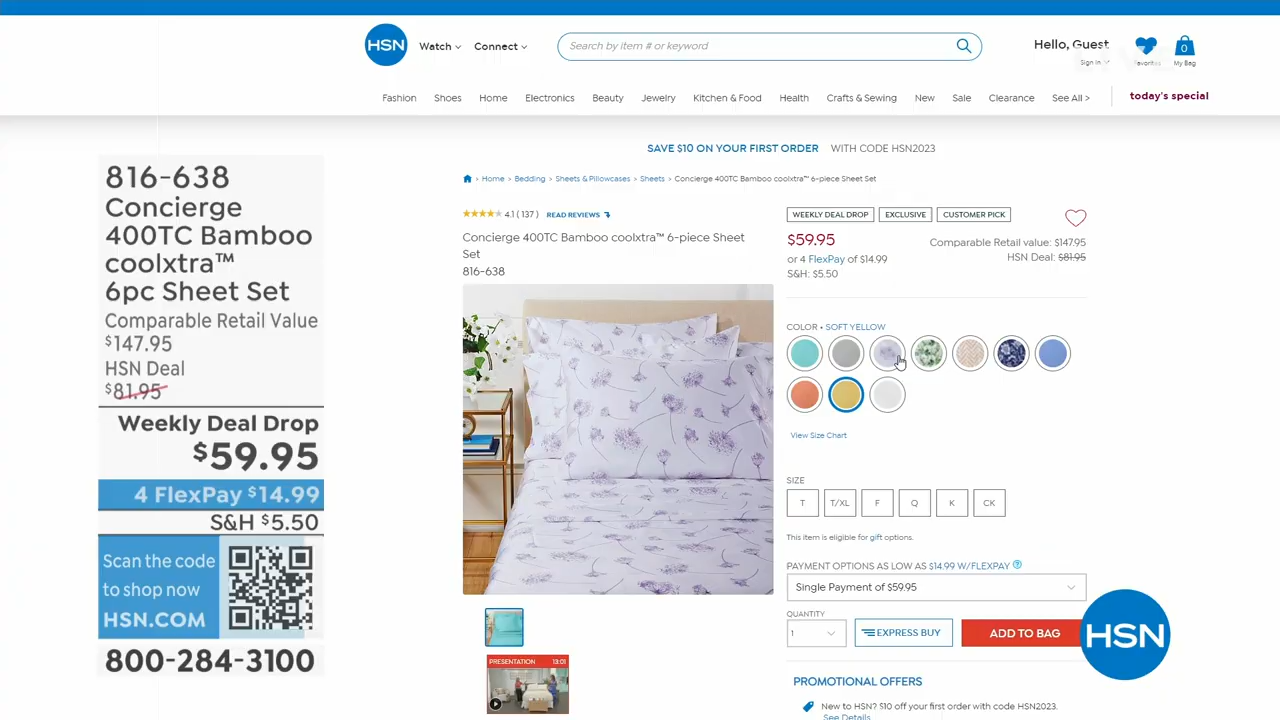 HSN
Watch
Connect
Search by item # or keyword
Hello, Guest
Sign In
Favorites
0
My Bag
Fashion
Shoes
Home
Electronics
Beauty
Jewelry
Kitchen & Food
Health
Crafts & Sewing
New
Sale
Clearance
See All >
today's special
SAVE $10 ON YOUR FIRST ORDER WITH CODE HSN2023
Home > Bedding > Sheets & Pillowcases > Sheets > Concierge 400TC Bamboo coolxtra™ 6-piece Sheet Set
816-638
Concierge
400TC Bamboo
coolxtra™
6pc Sheet Set
Comparable Retail Value
$147.95
HSN Deal
$81.95
Weekly Deal Drop
$59.95
4 FlexPay $14.99
S&H $5.50
Scan the code
to shop now
HSN.COM
800-284-3100
4.1 ( 137 ) READ REVIEWS
Concierge 400TC Bamboo coolxtra™ 6-piece Sheet
Set
816-638
PRESENTATION 13:01
WEEKLY DEAL DROP
EXCLUSIVE
CUSTOMER PICK
$59.95
or 4 FlexPay of $14.99
S&H: $5.50
Comparable Retail value: $147.95
HSN Deal: $81.95
COLOR • SOFT YELLOW
View Size Chart
SIZE
T
T/XL
F
Q
K
CK
This item is eligible for gift options.
PAYMENT OPTIONS AS LOW AS $14.99 W/FLEXPAY ?
Single Payment of $59.95
QUANTITY
1
EXPRESS BUY
ADD TO BAG
HSN
PROMOTIONAL OFFERS
New to HSN? $10 off your first order with code HSN2023.
See Details